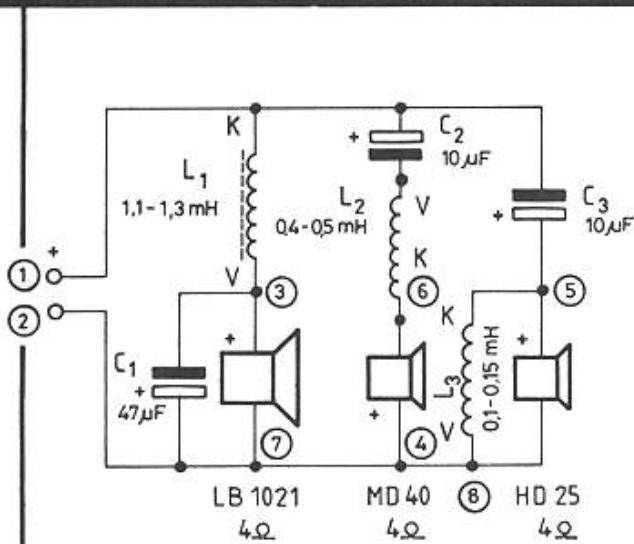 K
C₂
+
10µF
L₁
1,1-1,3 mH
L₂
0,4-0,5 mH
V
C₃
+
10µF
+
①
②
V
③
K
⑥
K
⑤
C₁
+
47µF
+
L₃
0,1-0,15 mH
+
+
⑦
④
V
⑧
LB 1021
MD 40
HD 25
4Ω
4Ω
4Ω